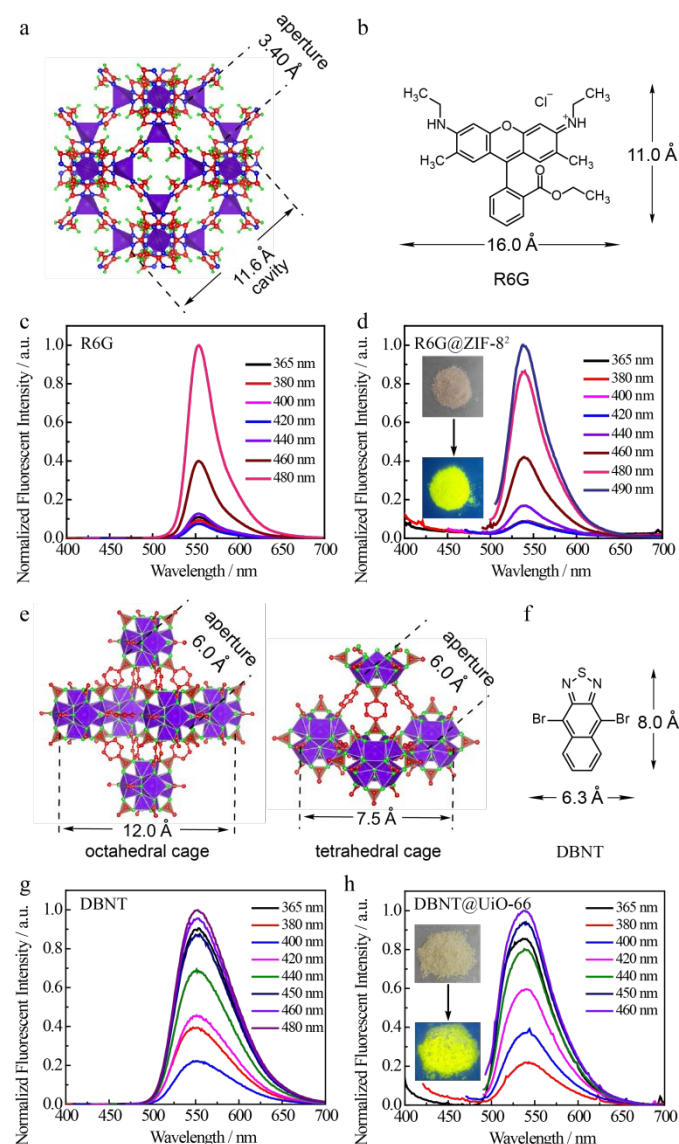 a
aperture
3.40 Å
11.6 Å
cavity
b
CH₃
Cl⁻
CH₃
HN
O
NH
+
H₃C
CH₃
O
O
CH₃
11.0 Å
16.0 Å
R6G
c
R6G
365 nm
380 nm
400 nm
420 nm
440 nm
460 nm
480 nm
Normalized Fluorescent Intensity / a.u.
1.0
0.8
0.6
0.4
0.2
0.0
400 450 500 550 600 650 700
Wavelength / nm
d
R6G@ZIF-8²
365 nm
380 nm
400 nm
420 nm
440 nm
460 nm
480 nm
490 nm
Normalized Fluorescent Intensity / a.u.
1.0
0.8
0.6
0.4
0.2
0.0
400 450 500 550 600 650 700
Wavelength / nm
e
aperture
6.0 Å
12.0 Å
octahedral cage
aperture
6.0 Å
7.5 Å
tetrahedral cage
f
S
N N
Br Br
8.0 Å
6.3 Å
DBNT
g
DBNT
365 nm
380 nm
400 nm
420 nm
440 nm
450 nm
460 nm
480 nm
Normalized Fluorescent Intensity / a.u.
1.0
0.8
0.6
0.4
0.2
0.0
400 450 500 550 600 650 700
Wavelength / nm
h
DBNT@UiO-66
365 nm
380 nm
400 nm
420 nm
440 nm
450 nm
460 nm
Normalized Fluorescent Intensity / a.u.
1.0
0.8
0.6
0.4
0.2
0.0
400 450 500 550 600 650 700
Wavelength / nm